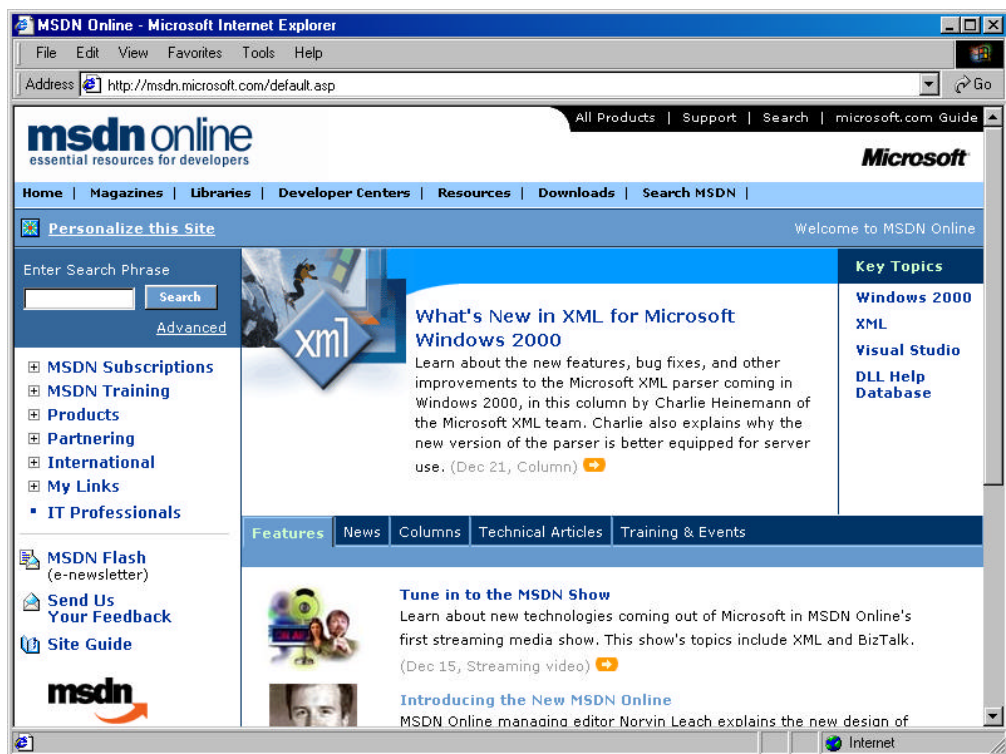 MSDN Online - Microsoft Internet Explorer
File Edit View Favorites Tools Help
Address http://msdn.microsoft.com/default.asp Go
All Products | Support | Search | microsoft.com Guide
msdn online
essential resources for developers
Microsoft
Home | Magazines | Libraries | Developer Centers | Resources | Downloads | Search MSDN |
Personalize this Site
Welcome to MSDN Online
Enter Search Phrase
Search
Advanced
MSDN Subscriptions
MSDN Training
Products
Partnering
International
My Links
IT Professionals
MSDN Flash
(e-newsletter)
Send Us
Your Feedback
Site Guide
msdn
xml
What's New in XML for Microsoft
Windows 2000
Learn about the new features, bug fixes, and other
improvements to the Microsoft XML parser coming in
Windows 2000, in this column by Charlie Heinemann of
the Microsoft XML team. Charlie also explains why the
new version of the parser is better equipped for server
use. (Dec 21, Column)
Key Topics
Windows 2000
XML
Visual Studio
DLL Help
Database
Features News Columns Technical Articles Training & Events
ON AIR
Tune in to the MSDN Show
Learn about new technologies coming out of Microsoft in MSDN Online's
first streaming media show. This show's topics include XML and BizTalk.
(Dec 15, Streaming video)
Introducing the New MSDN Online
MSDN Online managing editor Norvin Leach explains the new design of
Internet